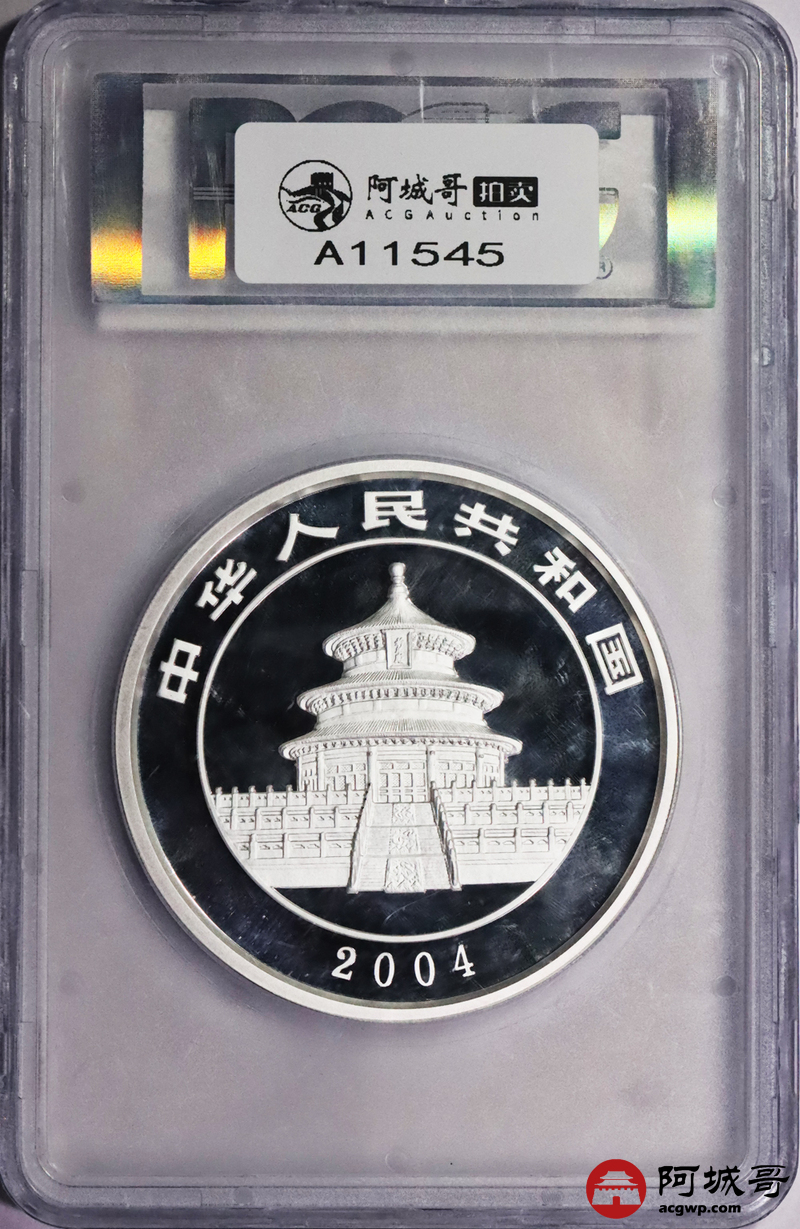 ACG
阿城哥 拍卖
ACGAuction
A11545
中华人民共和国
2004
阿城哥
acgwp.com